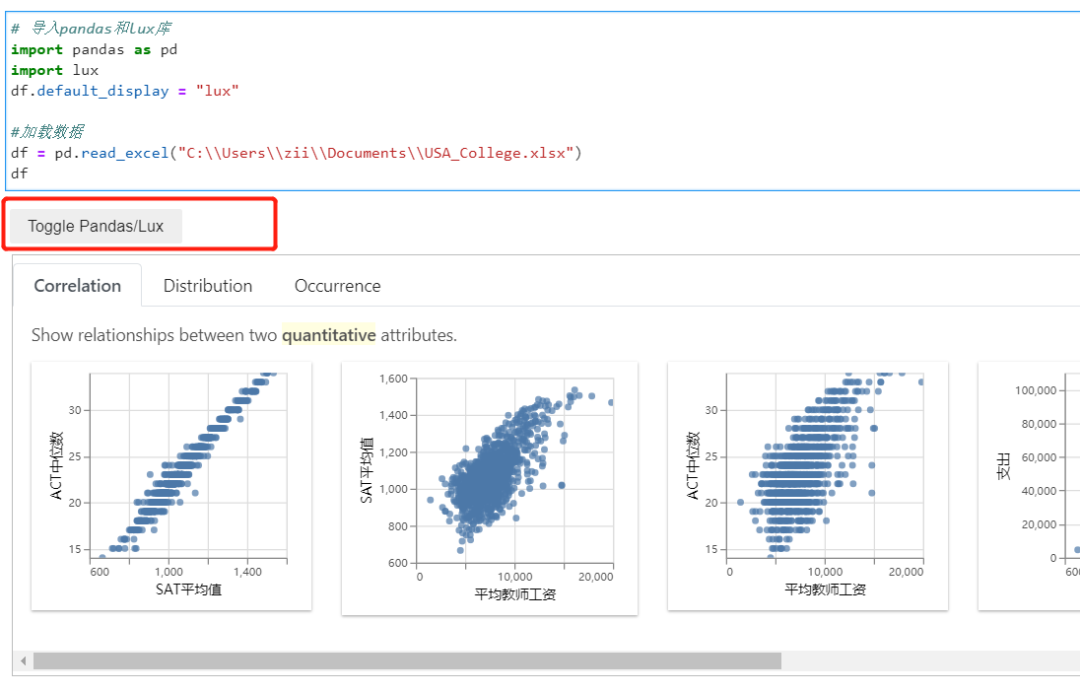 # 导入pandas和Lux库
import pandas as pd
import lux
df.default_display = "lux"
#加载数据
df = pd.read_excel("C:\\Users\\zii\\Documents\\USA_College.xlsx")
df
Toggle Pandas/Lux
Correlation Distribution Occurrence
Show relationships between two quantitative attributes.
ACT中位数
30
25
20
15
600 1,000 1,400
SAT平均值
SAT平均值
1,600
1,400
1,200
1,000
800
600
0 10,000 20,000
平均教师工资
ACT中位数
30
25
20
15
0 10,000 20,000
平均教师工资
支出
100,000
80,000
60,000
40,000
20,000
0